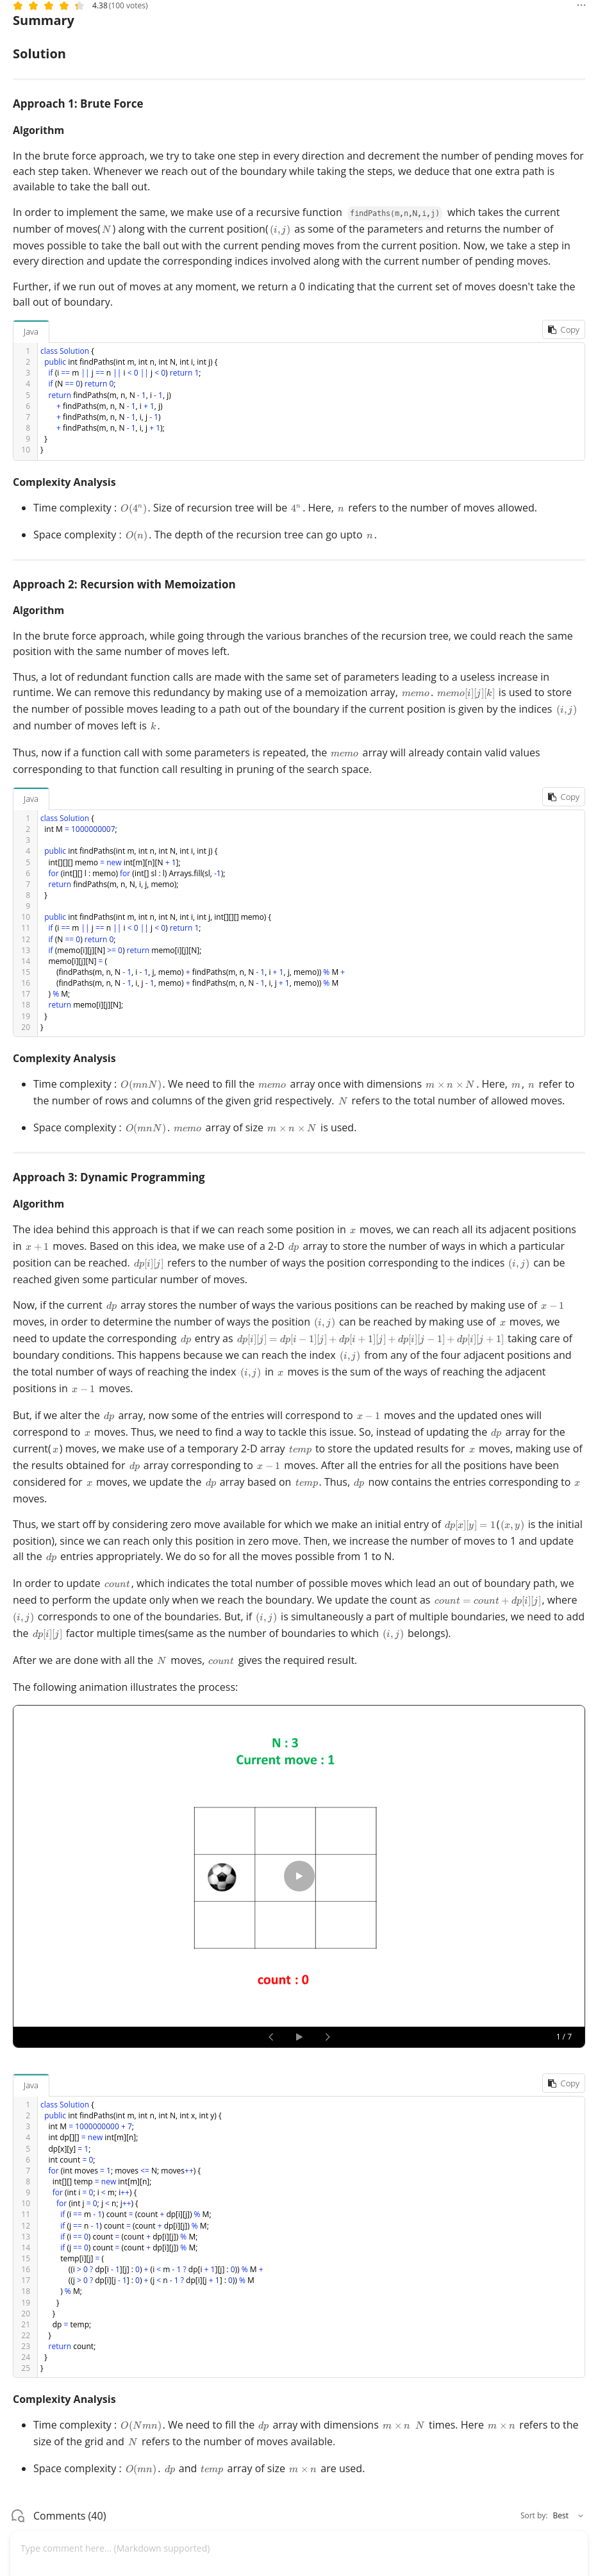 4.38 (100 votes)
Summary
Solution
Approach 1: Brute Force
Algorithm
In the brute force approach, we try to take one step in every direction and decrement the number of pending moves for
each step taken. Whenever we reach out of the boundary while taking the steps, we deduce that one extra path is
available to take the ball out.
In order to implement the same, we make use of a recursive function findPaths(m,n,N,i,j) which takes the current
number of moves(N) along with the current position((i, j) as some of the parameters and returns the number of
moves possible to take the ball out with the current pending moves from the current position. Now, we take a step in
every direction and update the corresponding indices involved along with the current number of pending moves.
Further, if we run out of moves at any moment, we return a 0 indicating that the current set of moves doesn't take the
ball out of boundary.
Java
Copy
1 class Solution {
2 public int findPaths(int m, int n, int N, int i, int j) {
3 if (i == m || j == n || i < 0 || j < 0) return 1;
4 if (N == 0) return 0;
5 return findPaths(m, n, N - 1, i - 1, j)
6 + findPaths(m, n, N - 1, i + 1, j)
7 + findPaths(m, n, N - 1, i, j - 1)
8 + findPaths(m, n, N - 1, i, j + 1);
9 }
10 }
Complexity Analysis
• Time complexity : O(4ⁿ). Size of recursion tree will be 4ⁿ. Here, n refers to the number of moves allowed.
• Space complexity : O(n). The depth of the recursion tree can go upto n.
Approach 2: Recursion with Memoization
Algorithm
In the brute force approach, while going through the various branches of the recursion tree, we could reach the same
position with the same number of moves left.
Thus, a lot of redundant function calls are made with the same set of parameters leading to a useless increase in
runtime. We can remove this redundancy by making use of a memoization array, memo. memo[i][j][k] is used to store
the number of possible moves leading to a path out of the boundary if the current position is given by the indices (i, j)
and number of moves left is k.
Thus, now if a function call with some parameters is repeated, the memo array will already contain valid values
corresponding to that function call resulting in pruning of the search space.
Java
Copy
1 class Solution {
2 int M = 1000000007;
3
4 public int findPaths(int m, int n, int N, int i, int j) {
5 int[][][] memo = new int[m][n][N + 1];
6 for (int[][] l : memo) for (int[] sl : l) Arrays.fill(sl, -1);
7 return findPaths(m, n, N, i, j, memo);
8 }
9
10 public int findPaths(int m, int n, int N, int i, int j, int[][][] memo) {
11 if (i == m || j == n || i < 0 || j < 0) return 1;
12 if (N == 0) return 0;
13 if (memo[i][j][N] >= 0) return memo[i][j][N];
14 memo[i][j][N] = (
15 (findPaths(m, n, N - 1, i - 1, j, memo) + findPaths(m, n, N - 1, i + 1, j, memo)) % M +
16 (findPaths(m, n, N - 1, i, j - 1, memo) + findPaths(m, n, N - 1, i, j + 1, memo)) % M
17 ) % M;
18 return memo[i][j][N];
19 }
20 }
Complexity Analysis
• Time complexity : O(mnN). We need to fill the memo array once with dimensions m × n × N. Here, m, n refer to
the number of rows and columns of the given grid respectively. N refers to the total number of allowed moves.
• Space complexity : O(mnN). memo array of size m × n × N is used.
Approach 3: Dynamic Programming
Algorithm
The idea behind this approach is that if we can reach some position in x moves, we can reach all its adjacent positions
in x + 1 moves. Based on this idea, we make use of a 2-D dp array to store the number of ways in which a particular
position can be reached. dp[i][j] refers to the number of ways the position corresponding to the indices (i, j) can be
reached given some particular number of moves.
Now, if the current dp array stores the number of ways the various positions can be reached by making use of x − 1
moves, in order to determine the number of ways the position (i, j) can be reached by making use of x moves, we
need to update the corresponding dp entry as dp[i][j] = dp[i − 1][j] + dp[i + 1][j] + dp[i][j − 1] + dp[i][j + 1] taking care of
boundary conditions. This happens because we can reach the index (i, j) from any of the four adjacent positions and
the total number of ways of reaching the index (i, j) in x moves is the sum of the ways of reaching the adjacent
positions in x − 1 moves.
But, if we alter the dp array, now some of the entries will correspond to x − 1 moves and the updated ones will
correspond to x moves. Thus, we need to find a way to tackle this issue. So, instead of updating the dp array for the
current(x) moves, we make use of a temporary 2-D array temp to store the updated results for x moves, making use of
the results obtained for dp array corresponding to x − 1 moves. After all the entries for all the positions have been
considered for x moves, we update the dp array based on temp. Thus, dp now contains the entries corresponding to x
moves.
Thus, we start off by considering zero move available for which we make an initial entry of dp[x][y] = 1((x, y) is the initial
position), since we can reach only this position in zero move. Then, we increase the number of moves to 1 and update
all the dp entries appropriately. We do so for all the moves possible from 1 to N.
In order to update count, which indicates the total number of possible moves which lead an out of boundary path, we
need to perform the update only when we reach the boundary. We update the count as count = count + dp[i][j], where
(i, j) corresponds to one of the boundaries. But, if (i, j) is simultaneously a part of multiple boundaries, we need to add
the dp[i][j] factor multiple times(same as the number of boundaries to which (i, j) belongs).
After we are done with all the N moves, count gives the required result.
The following animation illustrates the process:
N : 3
Current move : 1
count : 0
1 / 7
Java
Copy
1 class Solution {
2 public int findPaths(int m, int n, int N, int x, int y) {
3 int M = 1000000000 + 7;
4 int dp[][] = new int[m][n];
5 dp[x][y] = 1;
6 int count = 0;
7 for (int moves = 1; moves <= N; moves++) {
8 int[][] temp = new int[m][n];
9 for (int i = 0; i < m; i++) {
10 for (int j = 0; j < n; j++) {
11 if (i == m - 1) count = (count + dp[i][j]) % M;
12 if (j == n - 1) count = (count + dp[i][j]) % M;
13 if (i == 0) count = (count + dp[i][j]) % M;
14 if (j == 0) count = (count + dp[i][j]) % M;
15 temp[i][j] = (
16 ((i > 0 ? dp[i - 1][j] : 0) + (i < m - 1 ? dp[i + 1][j] : 0)) % M +
17 ((j > 0 ? dp[i][j - 1] : 0) + (j < n - 1 ? dp[i][j + 1] : 0)) % M
18 ) % M;
19 }
20 }
21 dp = temp;
22 }
23 return count;
24 }
25 }
Complexity Analysis
• Time complexity : O(Nmn). We need to fill the dp array with dimensions m × n N times. Here m × n refers to the
size of the grid and N refers to the number of moves available.
• Space complexity : O(mn). dp and temp array of size m × n are used.
Comments (40)
Sort by: Best
Type comment here... (Markdown supported)